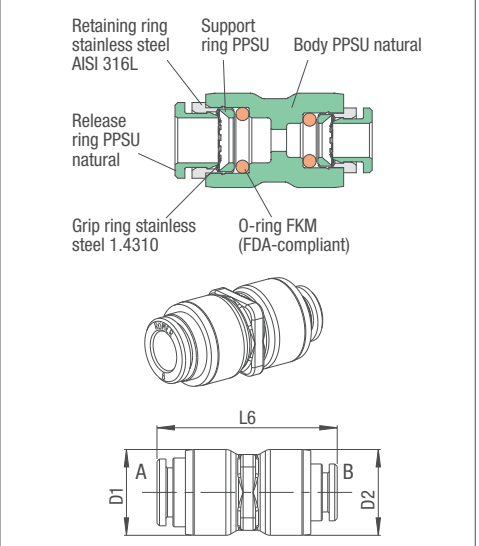 Retaining ring
stainless steel
AISI 316L
Support
ring PPSU
Body PPSU natural
Release
ring PPSU
natural
Grip ring stainless
steel 1.4310
O-ring FKM
(FDA-compliant)
L6
A
B
D1
D2